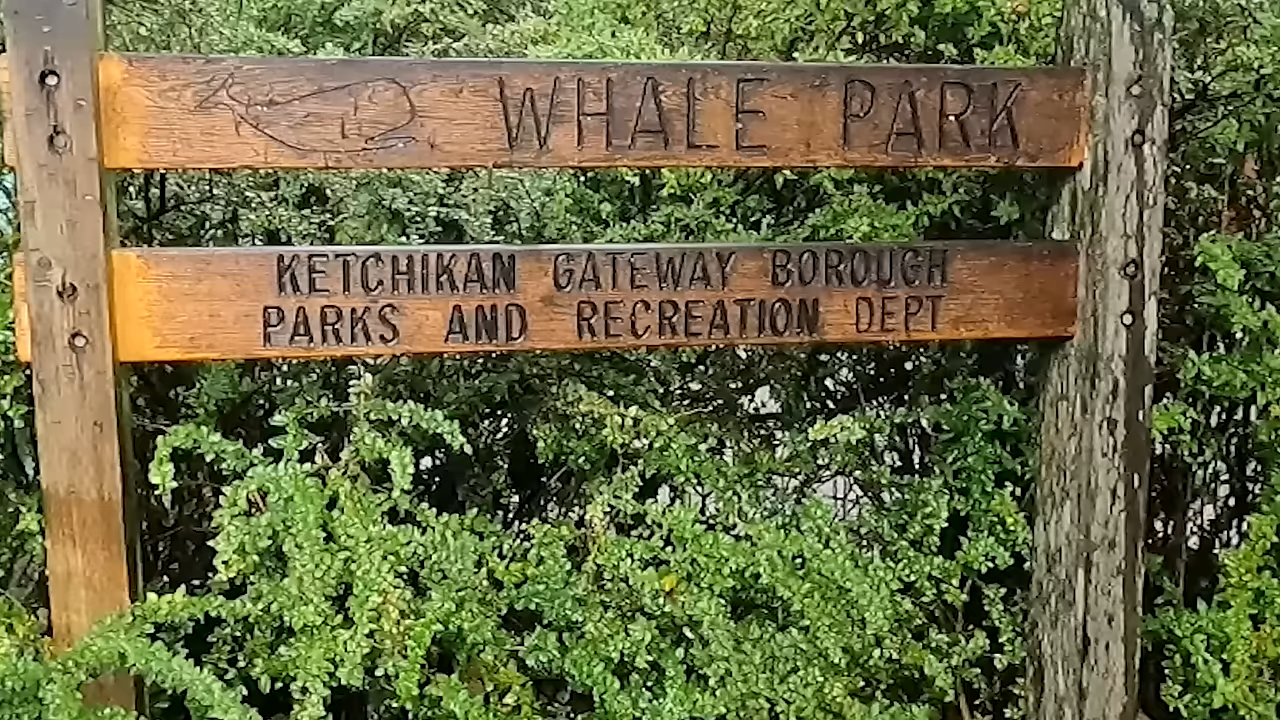 WHALE PARK
KETCHIKAN GATEWAY BOROUGH
PARKS AND RECREATION DEPT